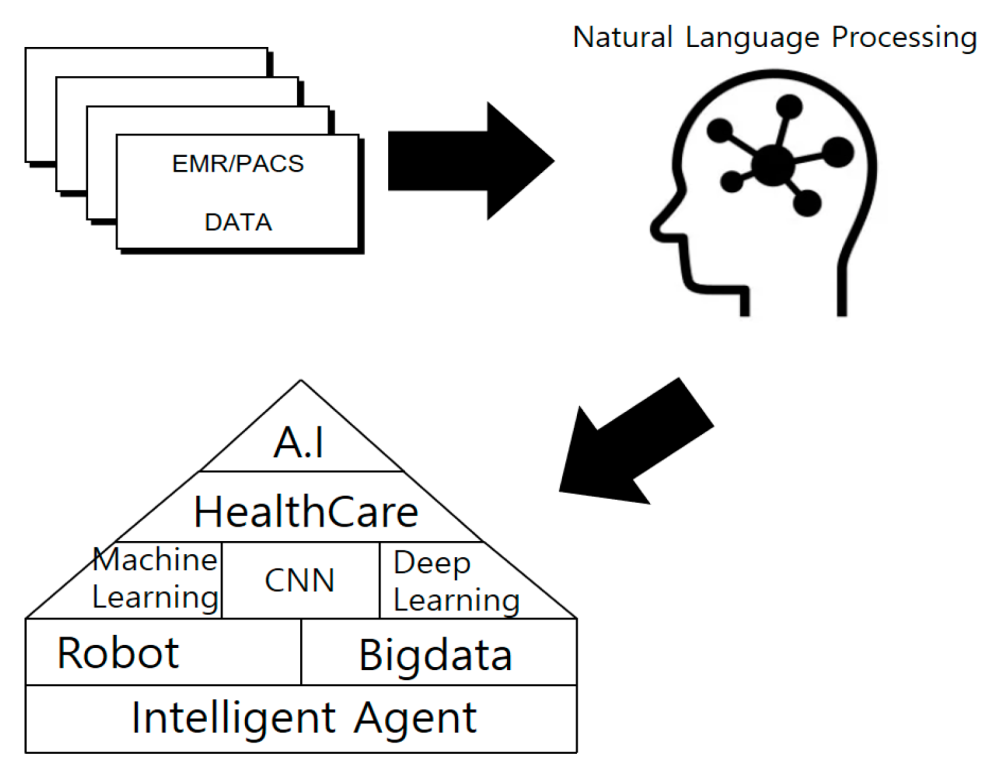 Natural Language Processing
EMR/PACS
DATA
A.I
HealthCare
Machine
Learning
CNN
Deep
Learning
Robot
Bigdata
Intelligent Agent